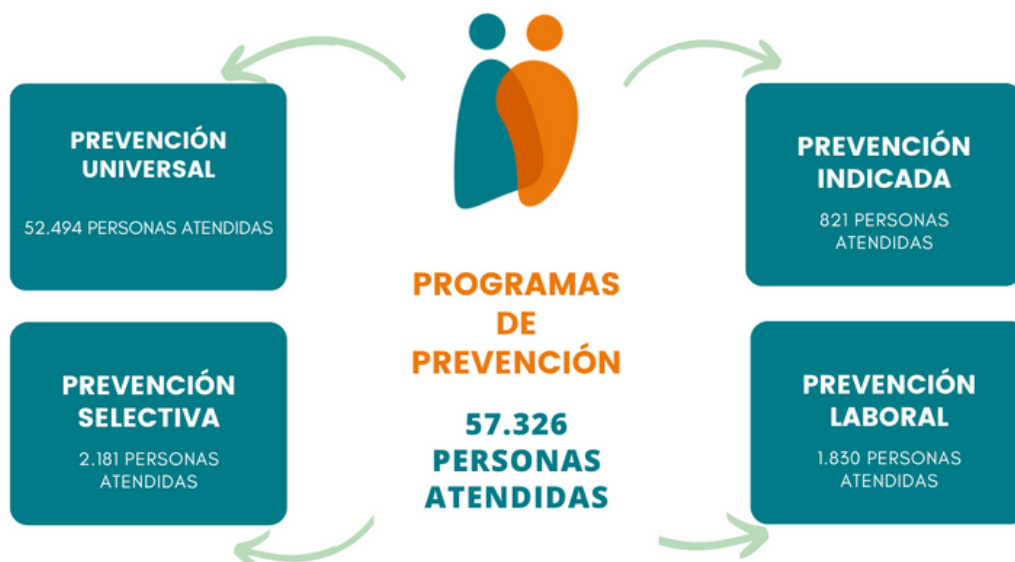 PREVENCIÓN
UNIVERSAL
52.494 PERSONAS ATENDIDAS
PREVENCIÓN
SELECTIVA
2.181 PERSONAS
ATENDIDAS
PROGRAMAS
DE
PREVENCIÓN
57.326
PERSONAS
ATENDIDAS
PREVENCIÓN
INDICADA
821 PERSONAS
ATENDIDAS
PREVENCIÓN
LABORAL
1.830 PERSONAS
ATENDIDAS